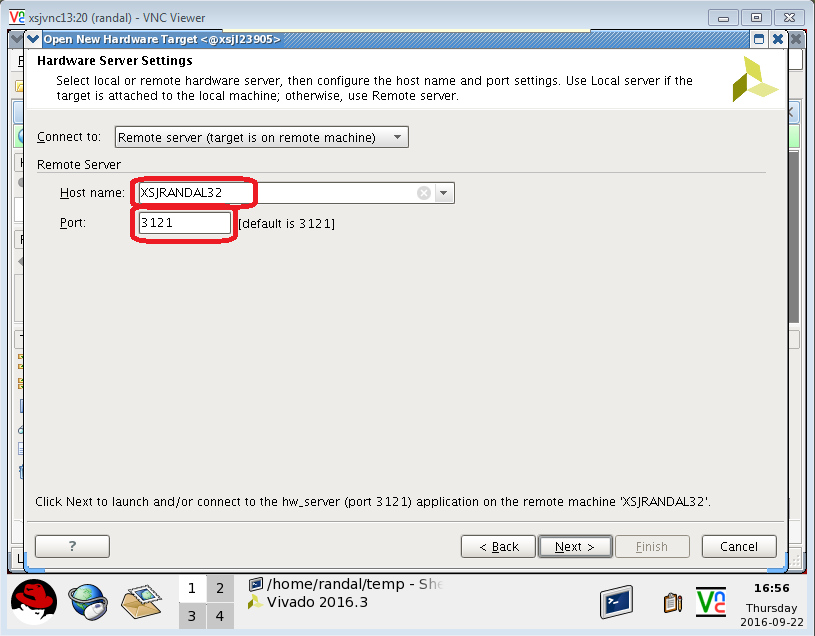 xsjvnc13:20 (randal) - VNC Viewer
Open New Hardware Target <@xsjl23905>
Hardware Server Settings
Select local or remote hardware server, then configure the host name and port settings. Use Local server if the
target is attached to the local machine; otherwise, use Remote server.
Connect to: Remote server (target is on remote machine)
Remote Server
Host name: XSJRANDAL32
Port: 3121 [default is 3121]
Click Next to launch and/or connect to the hw_server (port 3121) application on the remote machine 'XSJRANDAL32'.
? < Back Next > Finish Cancel
1 2
3 4
/home/randal/temp - She
Vivado 2016.3
16:56
Thursday
2016-09-22